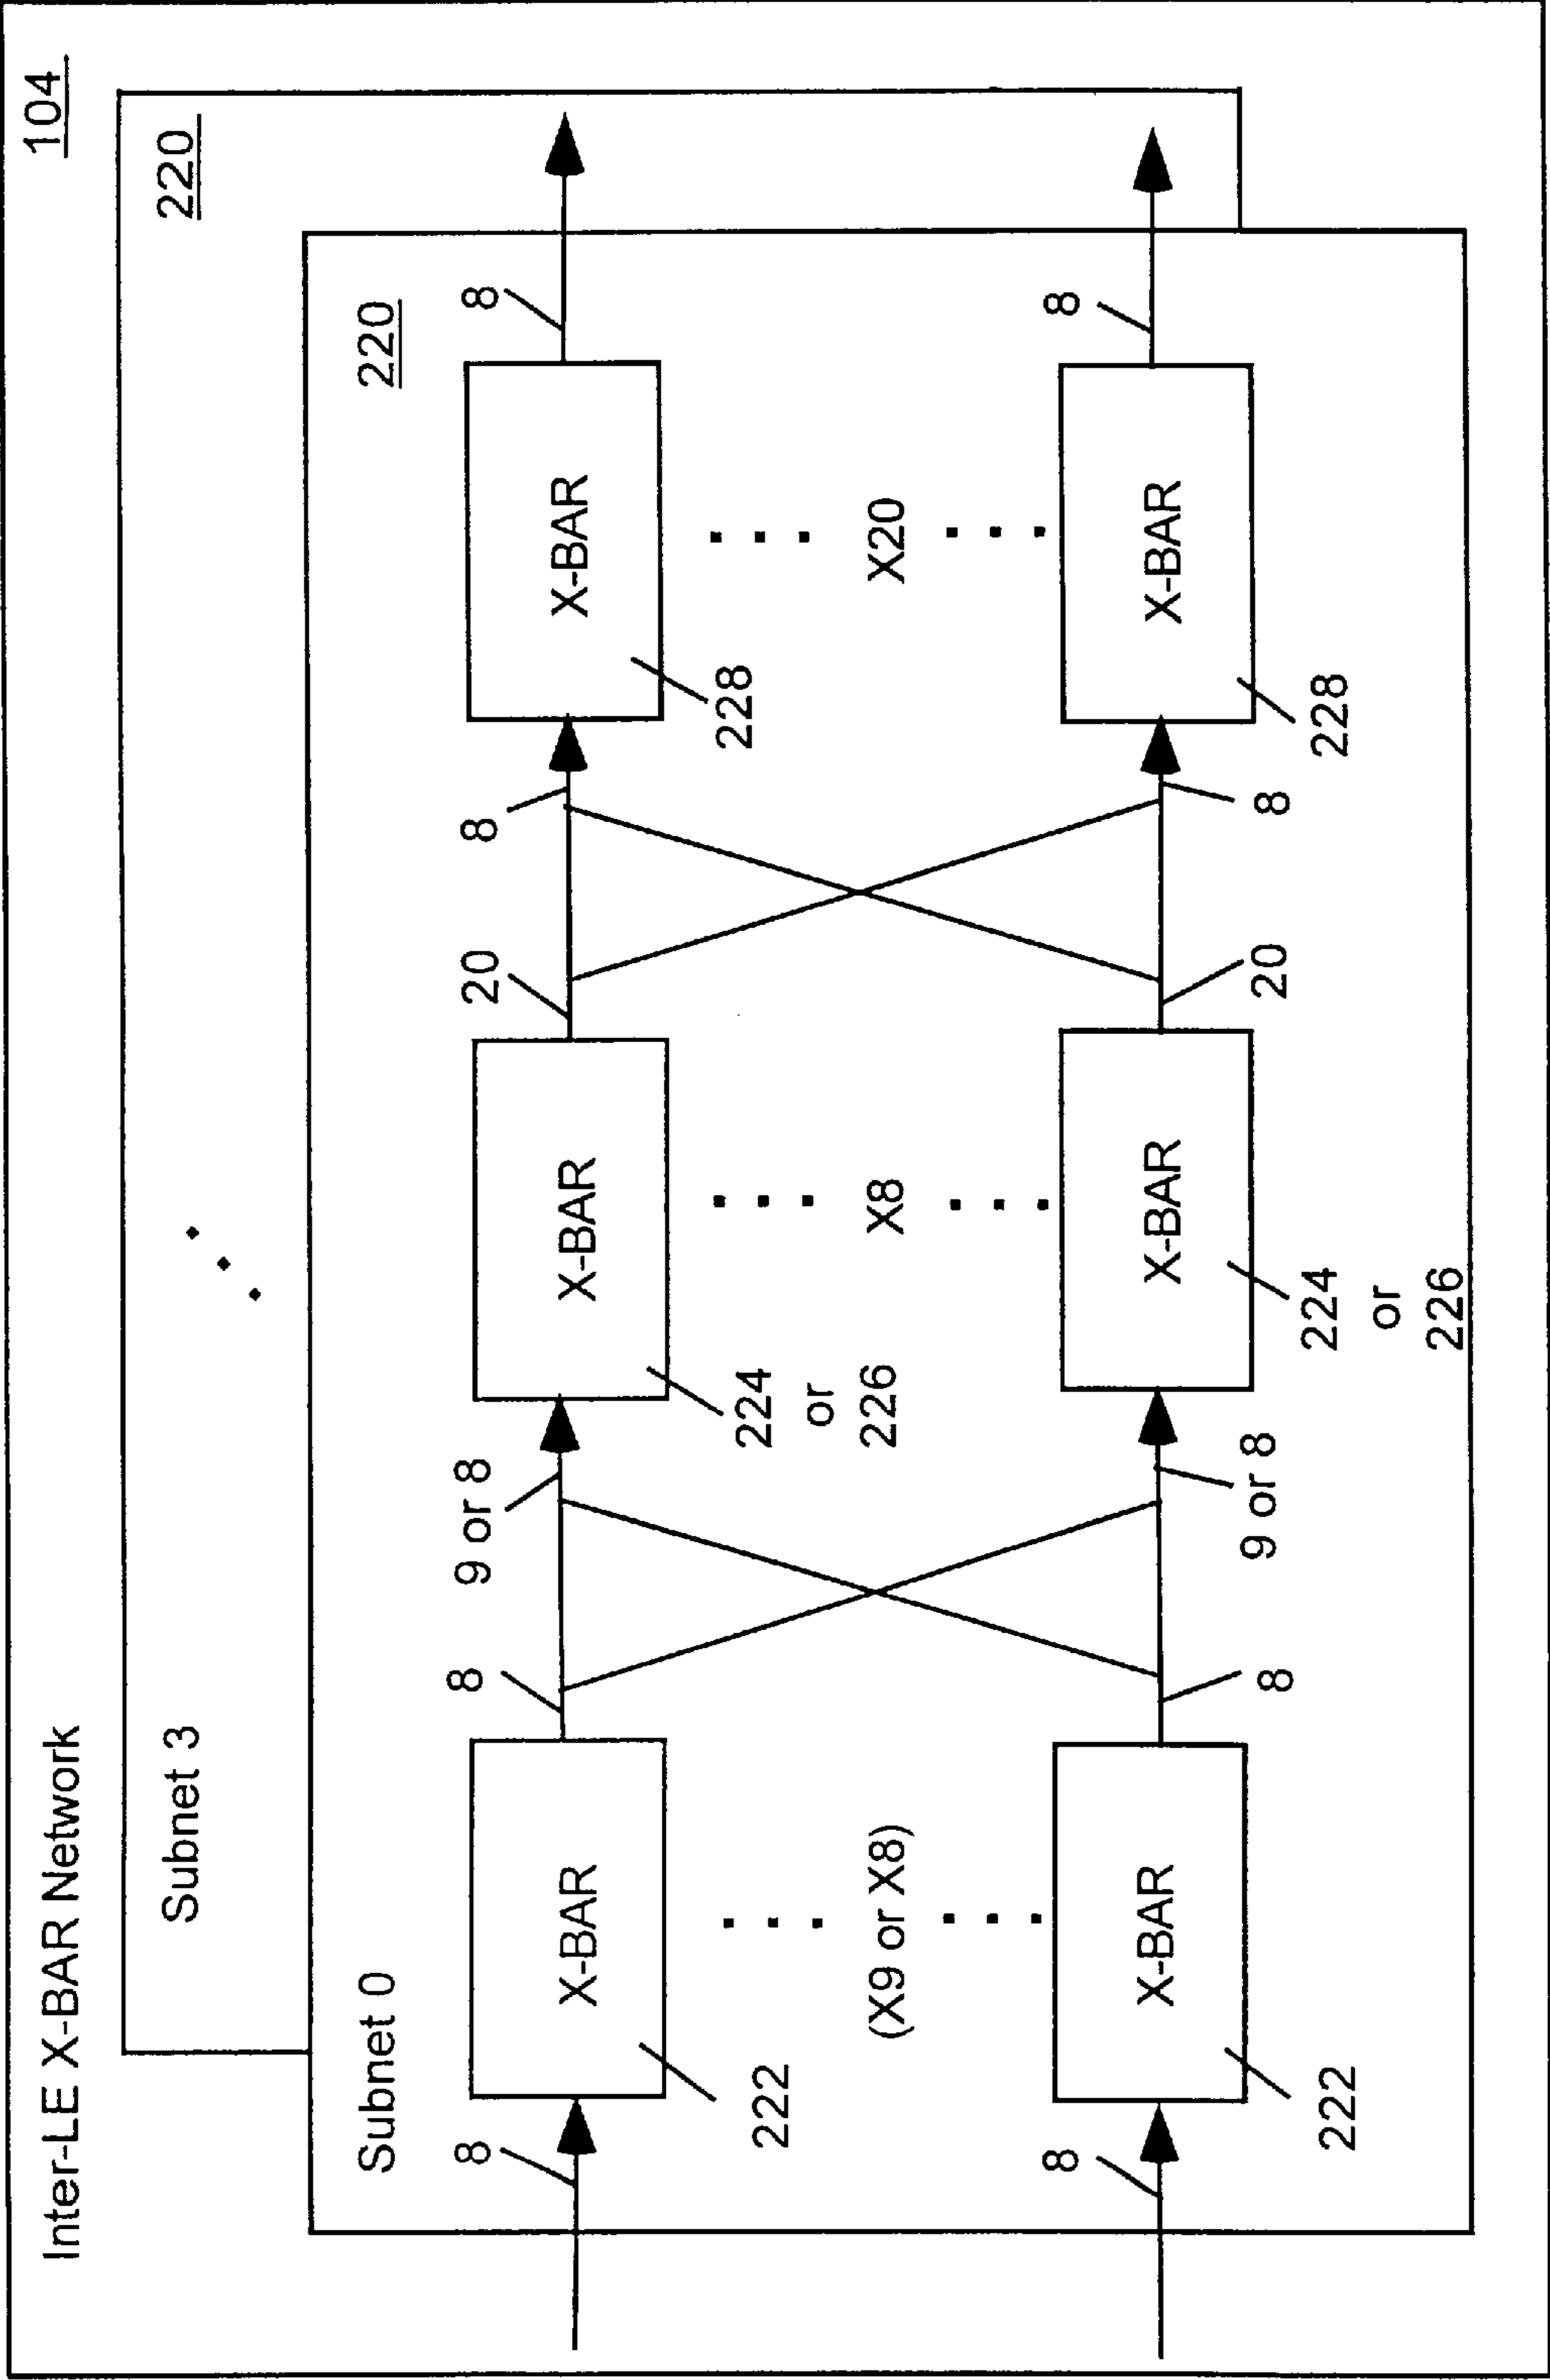 Inter-LE X-BAR Network
104
Subnet 3
220
Subnet 0
220
8
X-BAR
222
8
9 or 8
X-BAR
224
or
226
20
8
X-BAR
228
8
(X9 or X8)
X8
X20
8
X-BAR
222
8
9 or 8
X-BAR
224
or
226
20
8
X-BAR
228
8